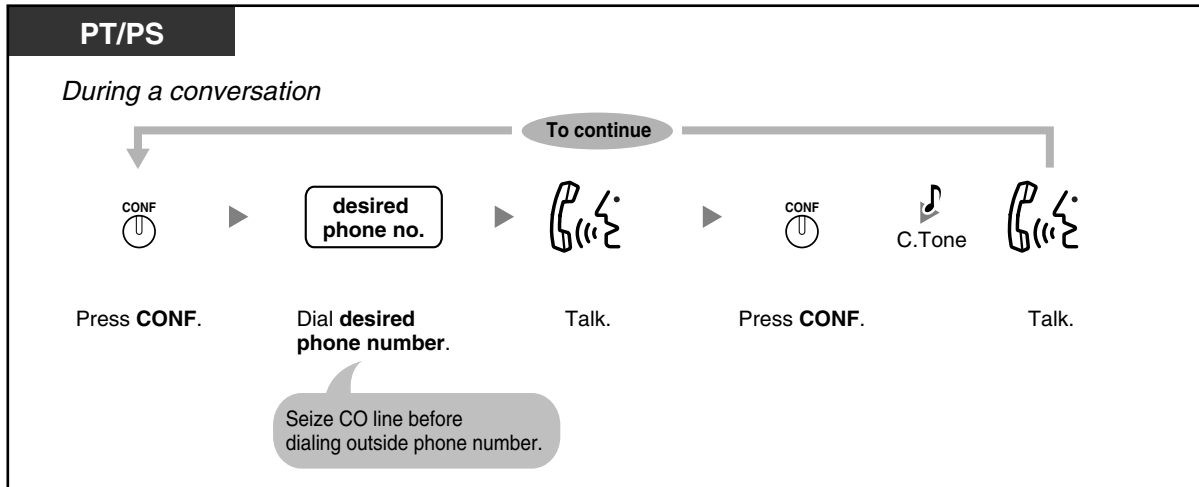 PT/PS
During a conversation
To continue
CONF
desired
phone no.
CONF
C.Tone
Press CONF.
Dial desired
phone number.
Talk.
Press CONF.
Talk.
Seize CO line before
dialing outside phone number.